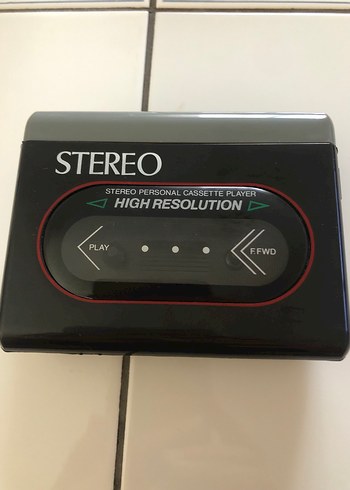 STEREO
STEREO PERSONAL CASSETTE PLAYER
HIGH RESOLUTION
PLAY
F.FWD